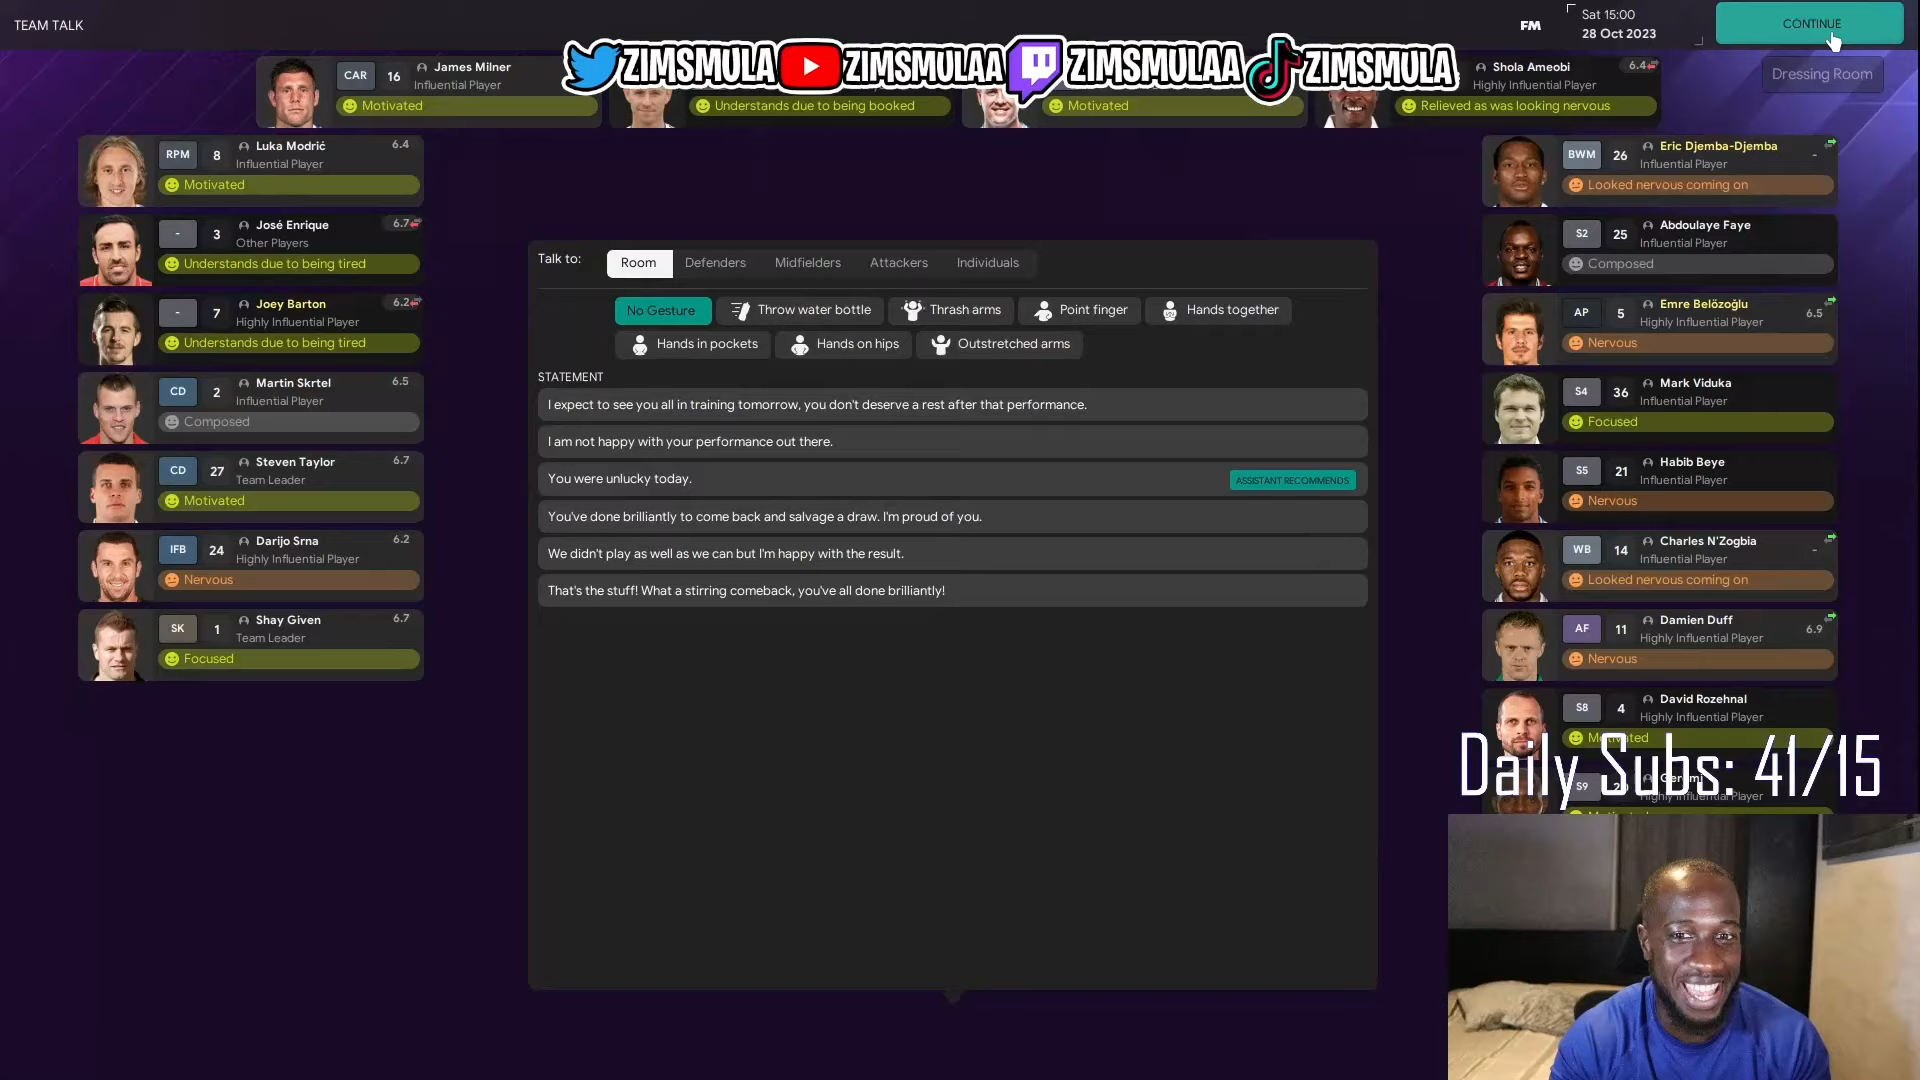 TEAM TALK
FM
Sat 15:00
28 Oct 2023
CONTINUE
Dressing Room
ZIMSMULA
ZIMSMULAA
ZIMSMULAA
ZIMSMULA
CAR 16 James Milner
Influential Player
Motivated
Understands due to being booked
Motivated
Shola Ameobi 6.4
Highly Influential Player
Relieved as was looking nervous
RPM 8 Luka Modrić 6.4
Influential Player
Motivated
- 3 José Enrique 6.7
Other Players
Understands due to being tired
- 7 Joey Barton 6.2
Highly Influential Player
Understands due to being tired
CD 2 Martin Skrtel 6.5
Influential Player
Composed
CD 27 Steven Taylor 6.7
Team Leader
Motivated
IFB 24 Darijo Srna 6.2
Highly Influential Player
Nervous
SK 1 Shay Given 6.7
Team Leader
Focused
Talk to: Room Defenders Midfielders Attackers Individuals
No Gesture Throw water bottle Thrash arms Point finger Hands together
Hands in pockets Hands on hips Outstretched arms
STATEMENT
I expect to see you all in training tomorrow, you don't deserve a rest after that performance.
I am not happy with your performance out there.
You were unlucky today. ASSISTANT RECOMMENDS
You've done brilliantly to come back and salvage a draw. I'm proud of you.
We didn't play as well as we can but I'm happy with the result.
That's the stuff! What a stirring comeback, you've all done brilliantly!
BWM 26 Eric Djemba-Djemba -
Influential Player
Looked nervous coming on
S2 25 Abdoulaye Faye
Influential Player
Composed
AP 5 Emre Belözoğlu 6.5
Highly Influential Player
Nervous
S4 36 Mark Viduka
Influential Player
Focused
S5 21 Habib Beye
Influential Player
Nervous
WB 14 Charles N'Zogbia -
Influential Player
Looked nervous coming on
AF 11 Damien Duff 6.9
Highly Influential Player
Nervous
S8 4 David Rozehnal
Highly Influential Player
Motivated
S9 Geremi
Highly Influential Player
Daily Subs: 41/15